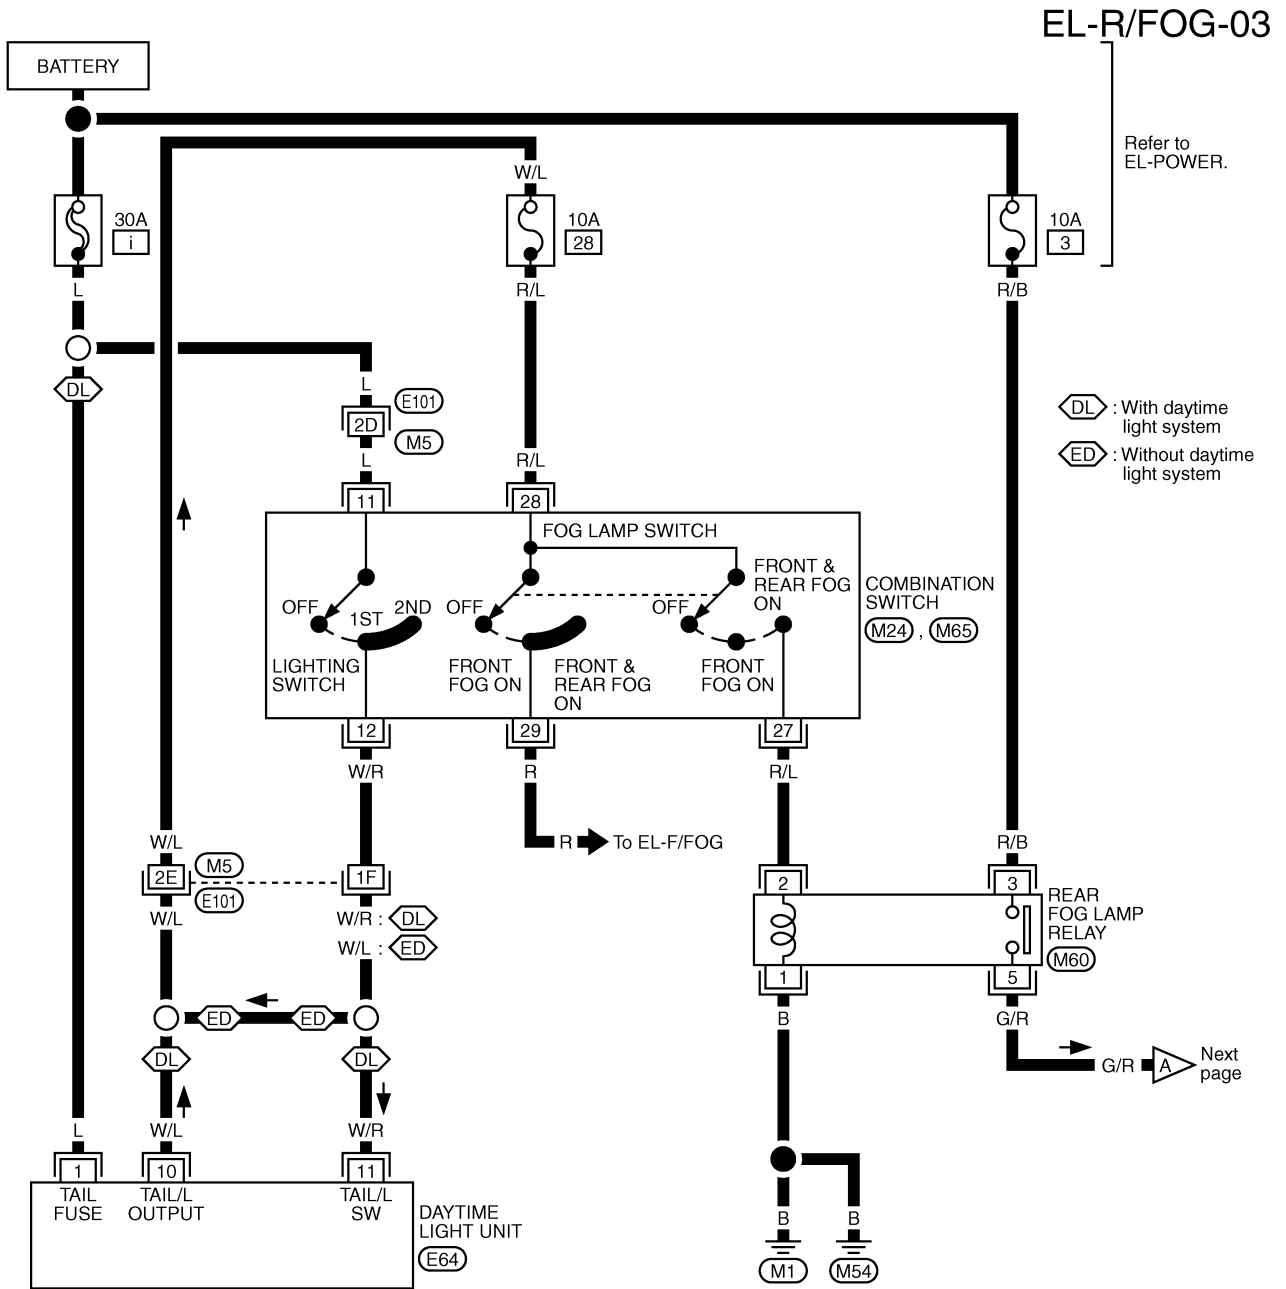 EL-R/FOG-03
BATTERY
Refer to
EL-POWER.
W/L
30A
i
10A
28
10A
3
L
R/L
R/B
DL
L
E101
2D
M5
L
R/L
DL : With daytime
light system
ED : Without daytime
light system
11
28
FOG LAMP SWITCH
FRONT &
REAR FOG
ON
OFF
1ST
2ND
OFF
OFF
COMBINATION
SWITCH
M24 , M65
LIGHTING
SWITCH
FRONT
FOG ON
FRONT &
REAR FOG
ON
FRONT
FOG ON
12
29
27
W/R
R
R/L
R
To EL-F/FOG
W/L
R/B
2E
M5
E101
1F
2
3
W/L
W/R : DL
W/L : ED
REAR
FOG LAMP
RELAY
M60
1
5
ED
ED
B
G/R
DL
DL
G/R
A
Next
page
L
W/L
W/R
1
10
11
TAIL
FUSE
TAIL/L
OUTPUT
TAIL/L
SW
DAYTIME
LIGHT UNIT
E64
B
B
M1
M54